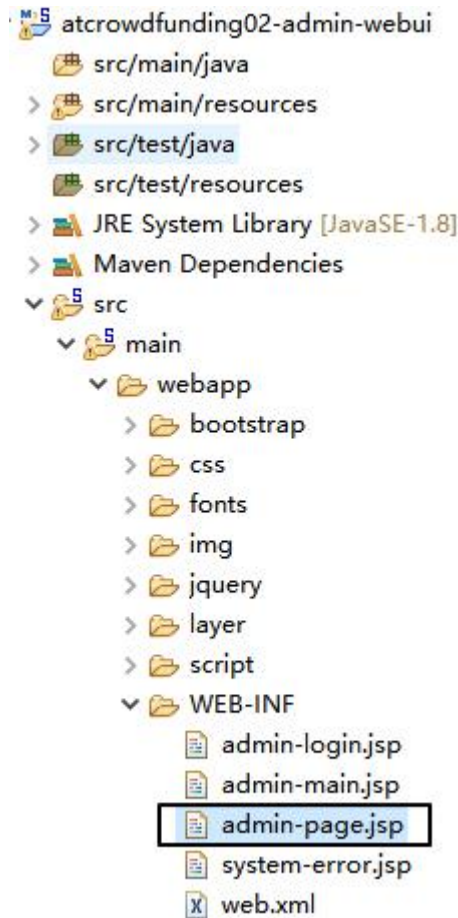 atcrowdfunding02-admin-webui
src/main/java
src/main/resources
src/test/java
src/test/resources
JRE System Library [JavaSE-1.8]
Maven Dependencies
src
main
webapp
bootstrap
css
fonts
img
jquery
layer
script
WEB-INF
admin-login.jsp
admin-main.jsp
admin-page.jsp
system-error.jsp
web.xml